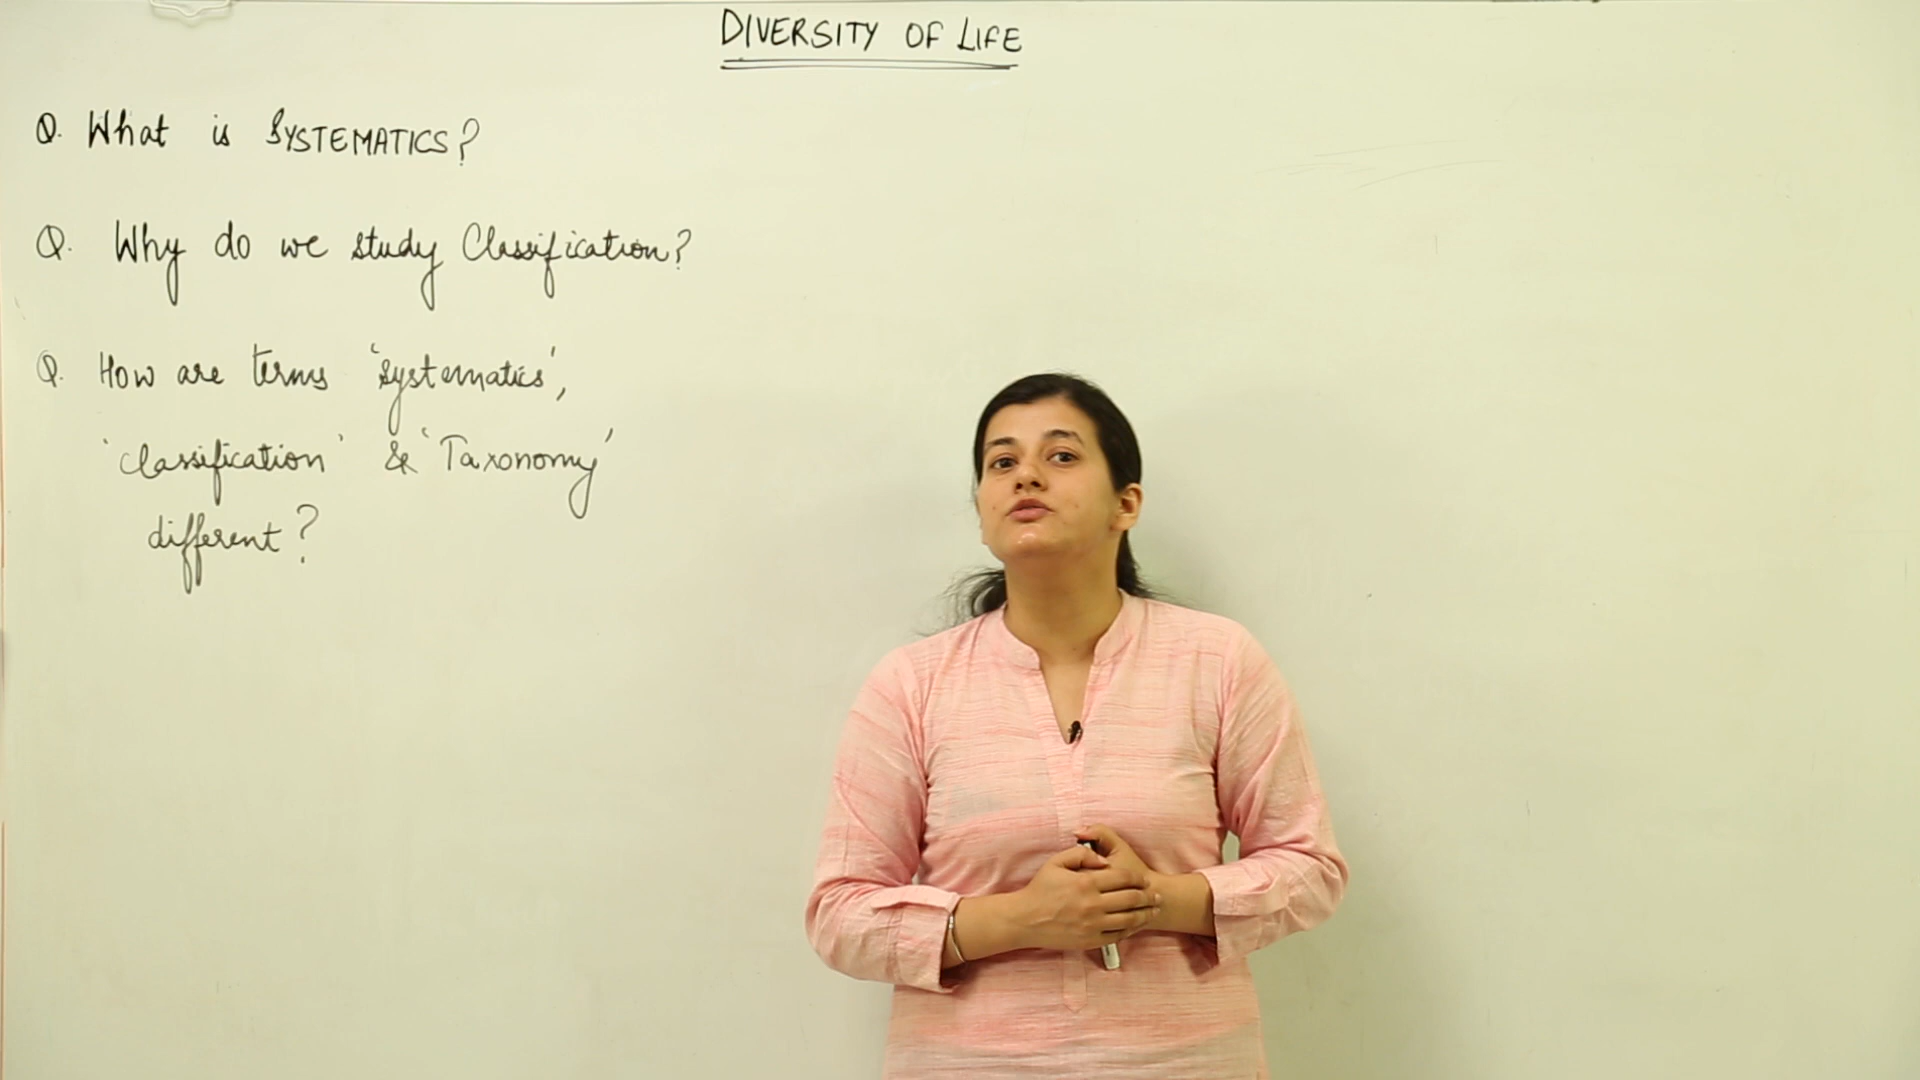 DIVERSITY OF LIFE
Q. What is SYSTEMATICS?
Q. Why do we study Classification?
Q. How are terms 'systematics',
'classification' & 'Taxonomy'
different?